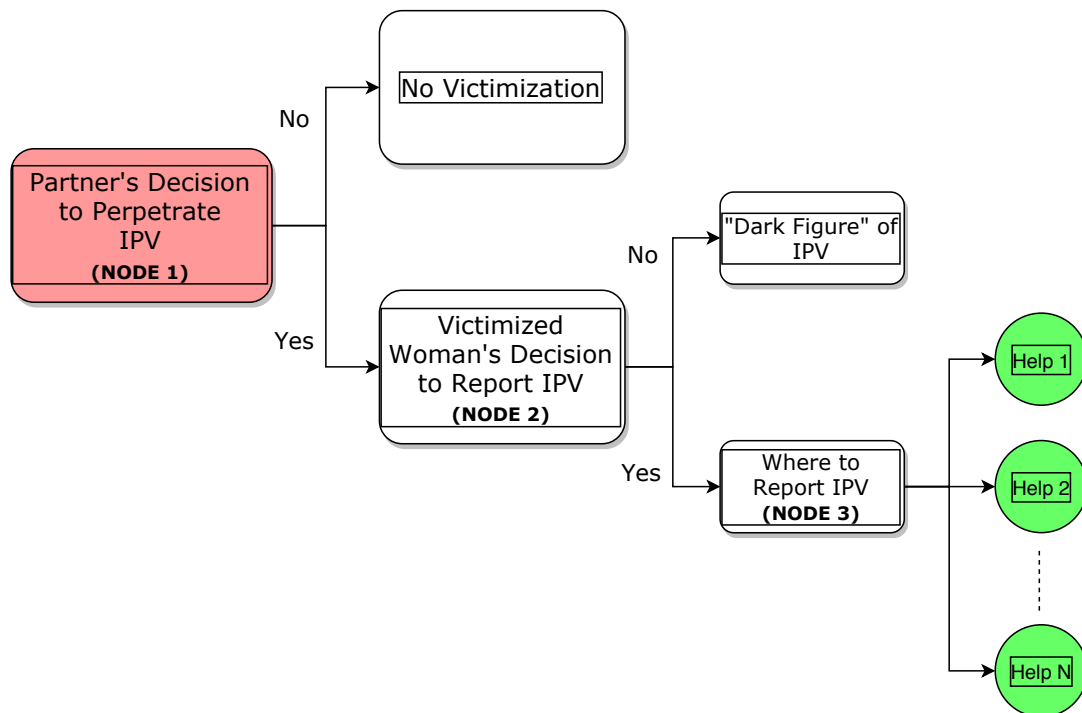 No Victimization
No
Partner's Decision
to Perpetrate
IPV
(NODE 1)
Yes
"Dark Figure" of
IPV
No
Victimized
Woman's Decision
to Report IPV
(NODE 2)
Yes
Where to
Report IPV
(NODE 3)
Help 1
Help 2
Help N